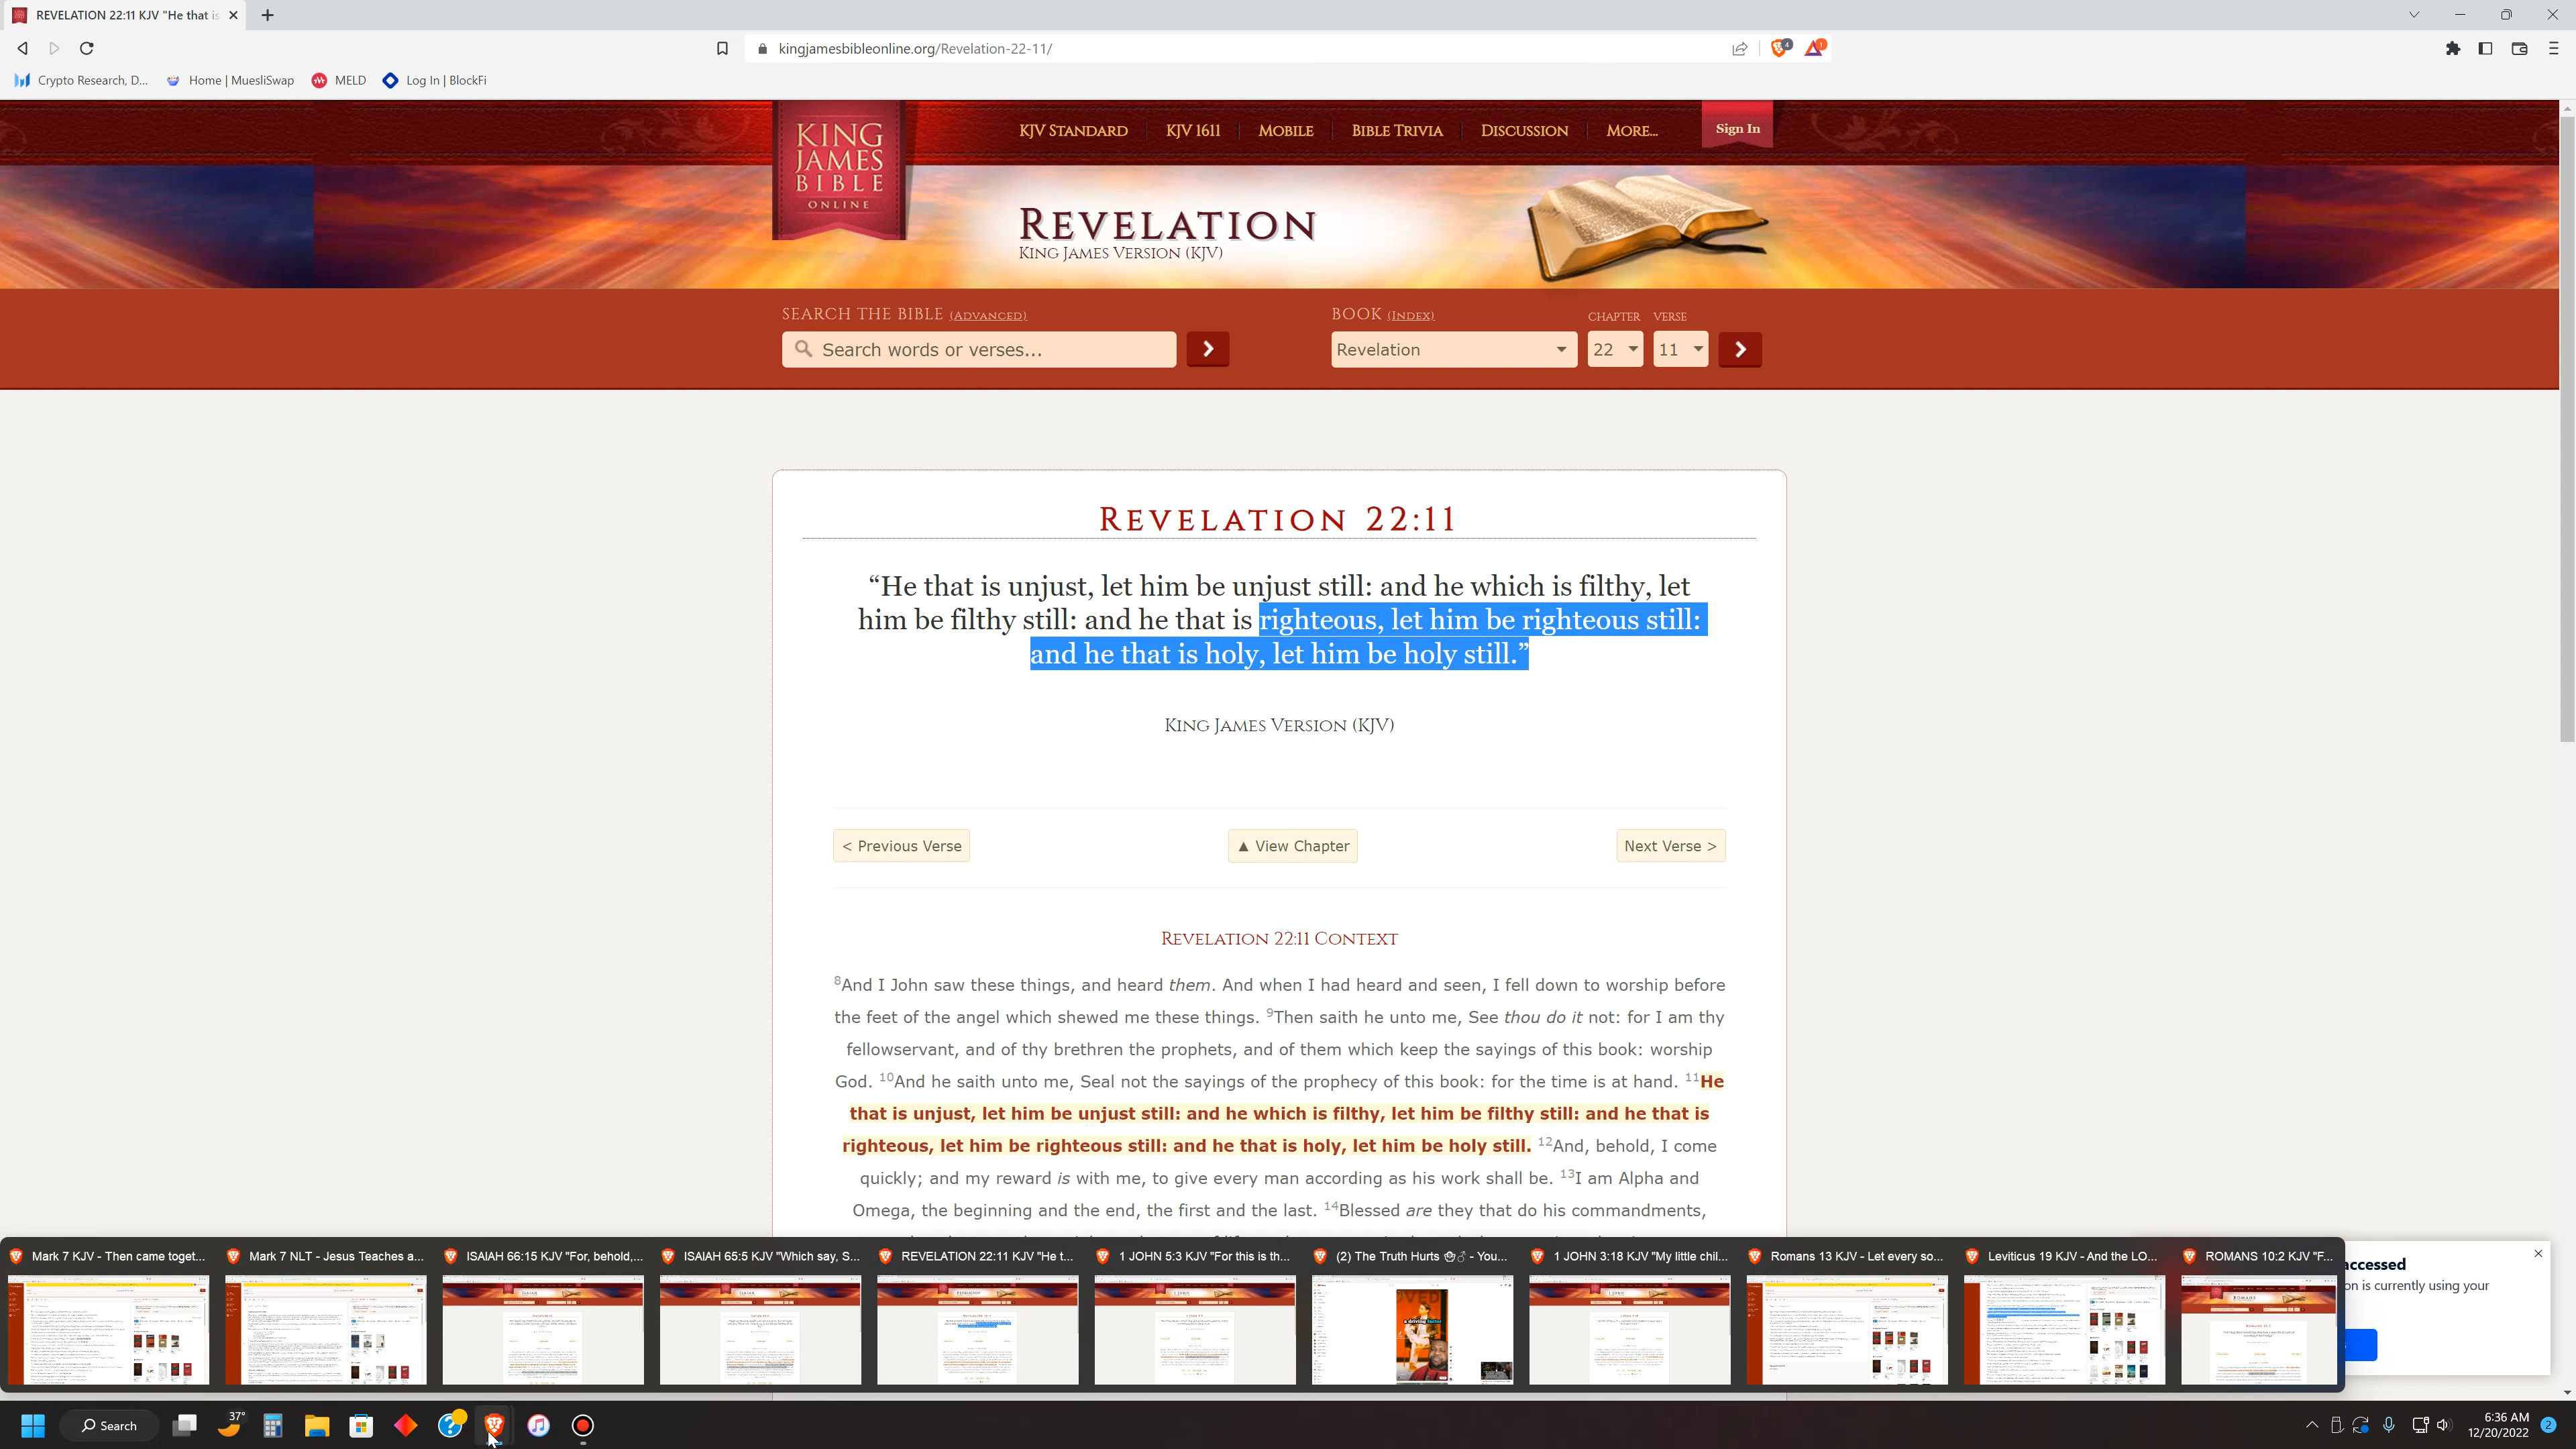 REVELATION 22:11 KJV "He that is
kingjamesbibleonline.org/Revelation-22-11/
4
1
Crypto Research, D...
Home | MuesliSwap
MELD
Log In | BlockFi
KING
JAMES
BIBLE
ONLINE
KJV Standard
KJV 1611
Mobile
Bible Trivia
Discussion
More...
Sign In
Revelation
King James Version (KJV)
SEARCH THE BIBLE (Advanced)
BOOK (Index)
CHAPTER
VERSE
Search words or verses...
Revelation
22
11
Revelation 22:11
“He that is unjust, let him be unjust still: and he which is filthy, let
him be filthy still: and he that is righteous, let him be righteous still:
and he that is holy, let him be holy still.”
King James Version (KJV)
< Previous Verse
▲ View Chapter
Next Verse >
Revelation 22:11 Context
8And I John saw these things, and heard them. And when I had heard and seen, I fell down to worship before
the feet of the angel which shewed me these things. 9Then saith he unto me, See thou do it not: for I am thy
fellowservant, and of thy brethren the prophets, and of them which keep the sayings of this book: worship
God. 10And he saith unto me, Seal not the sayings of the prophecy of this book: for the time is at hand. 11He
that is unjust, let him be unjust still: and he which is filthy, let him be filthy still: and he that is
righteous, let him be righteous still: and he that is holy, let him be holy still. 12And, behold, I come
quickly; and my reward is with me, to give every man according as his work shall be. 13I am Alpha and
Omega, the beginning and the end, the first and the last. 14Blessed are they that do his commandments,
Mark 7 KJV - Then came toget...
Mark 7 NLT - Jesus Teaches a...
ISAIAH 66:15 KJV "For, behold,...
ISAIAH 65:5 KJV "Which say, S...
REVELATION 22:11 KJV "He t...
1 JOHN 5:3 KJV "For this is th...
(2) The Truth Hurts - You...
1 JOHN 3:18 KJV "My little chil...
Romans 13 KJV - Let every so...
Leviticus 19 KJV - And the LO...
ROMANS 10:2 KJV "F...
accessed
on is currently using your
37°
Search
6:36 AM
12/20/2022
2